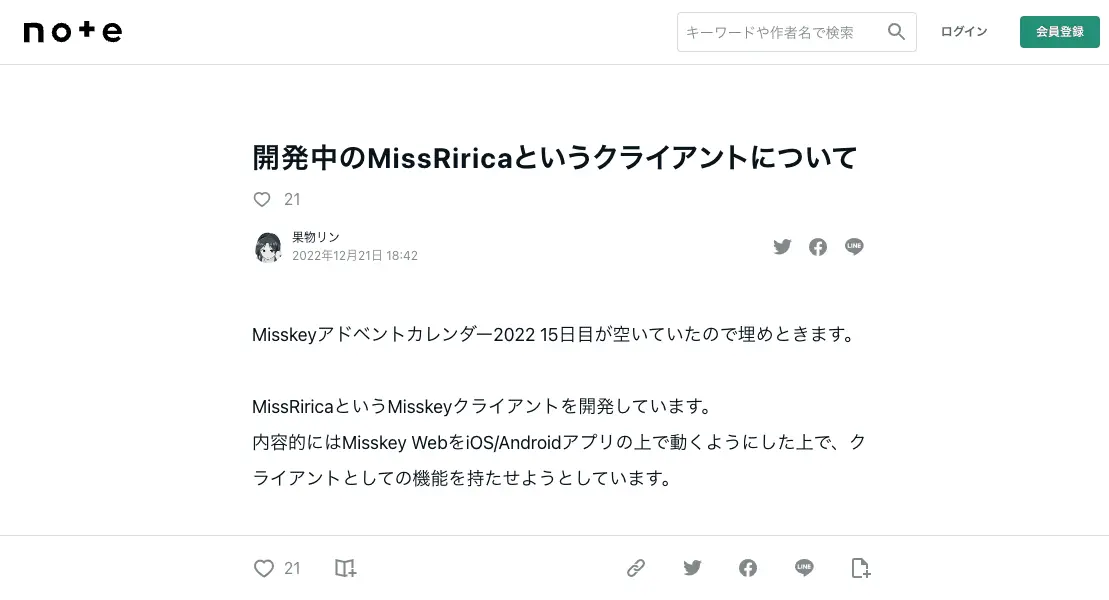 note
キーワードや作者名で検索
ログイン
会員登録
開発中のMissRiricaというクライアントについて
21
果物リン
2022年12月21日 18:42
LINE
Misskeyアドベントカレンダー2022 15日目が空いていたので埋めときます。
MissRiricaというMisskeyクライアントを開発しています。
内容的にはMisskey WebをiOS/Androidアプリの上で動くようにした上で、ク
ライアントとしての機能を持たせようとしています。
21
LINE